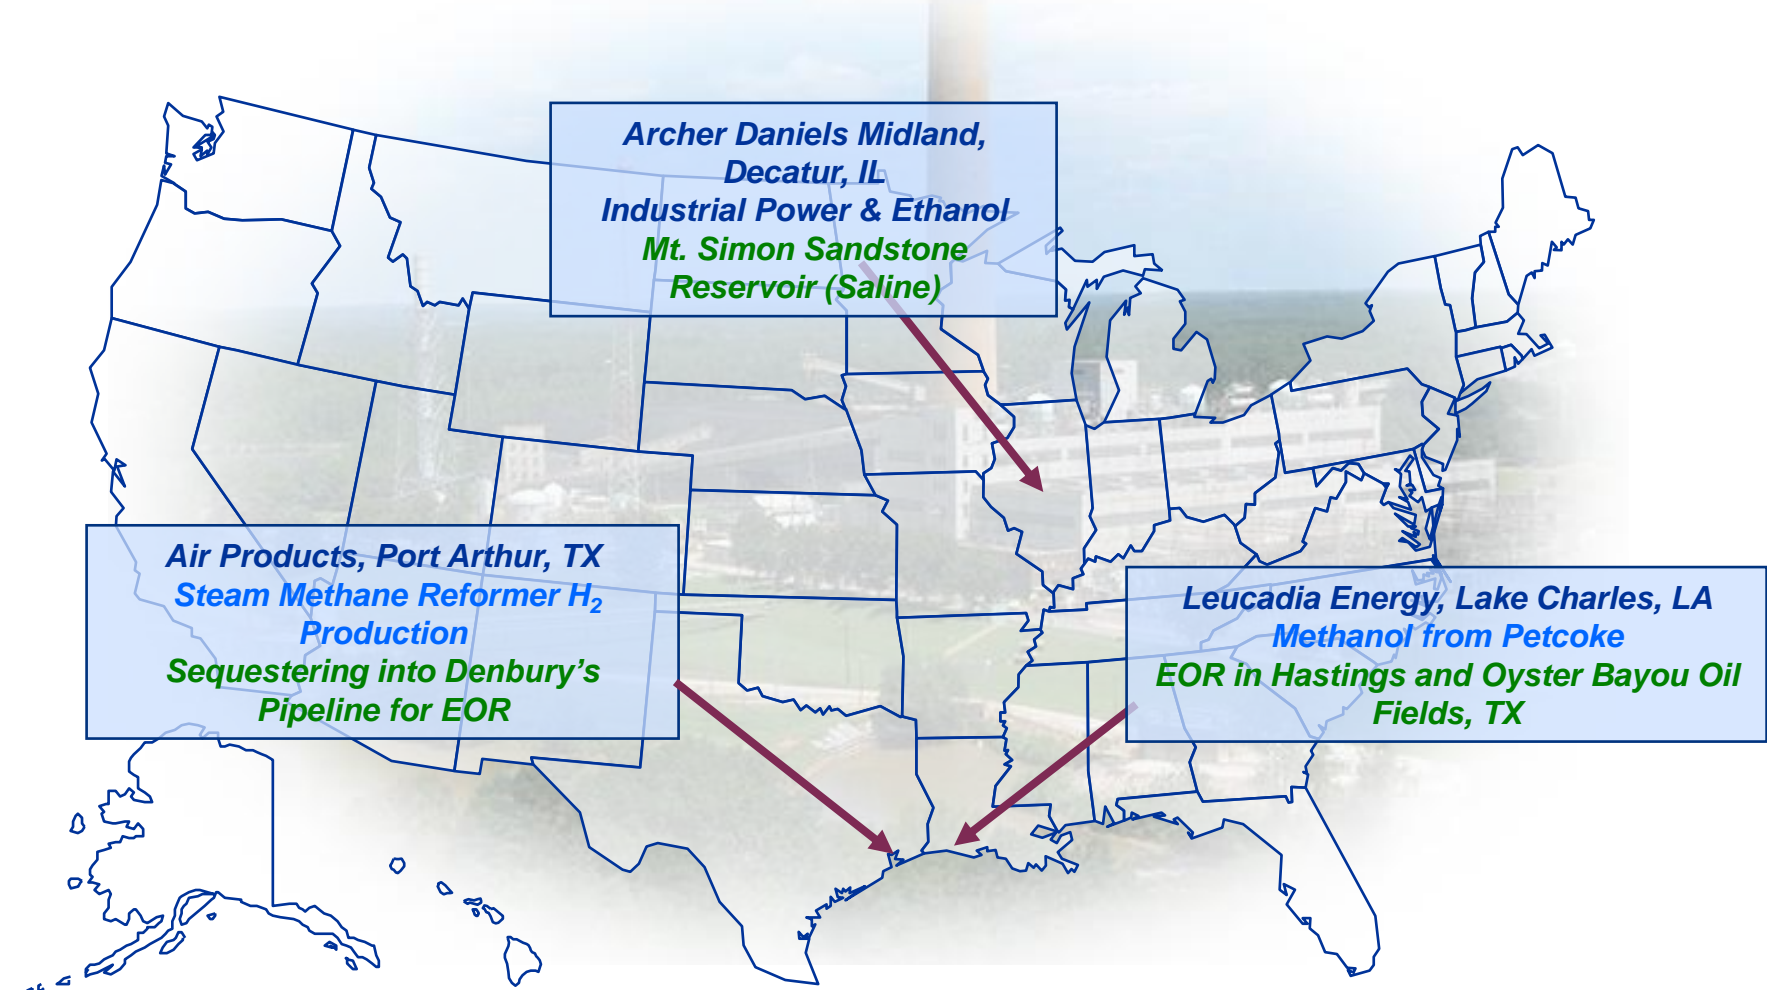 Archer Daniels Midland,
Decatur, IL
Industrial Power & Ethanol
Mt. Simon Sandstone
Reservoir (Saline)
Air Products, Port Arthur, TX
Steam Methane Reformer H₂
Production
Sequestering into Denbury’s
Pipeline for EOR
Leucadia Energy, Lake Charles, LA
Methanol from Petcoke
EOR in Hastings and Oyster Bayou Oil
Fields, TX